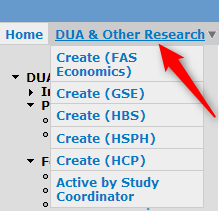 Home DUA & Other Research
Create (FAS
Economics)
Create (GSE)
Create (HBS)
Create (HSPH)
Create (HCP)
Active by Study
Coordinator
DUA